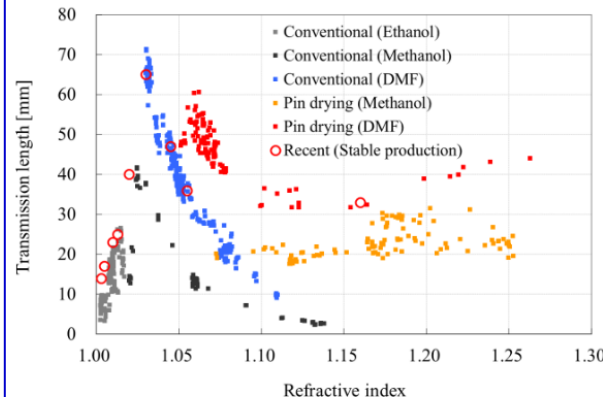 80
70
60
50
40
30
20
10
0
Transmission length [mm]
Conventional (Ethanol)
Conventional (Methanol)
Conventional (DMF)
Pin drying (Methanol)
Pin drying (DMF)
Recent (Stable production)
1.00 1.05 1.10 1.15 1.20 1.25 1.30
Refractive index